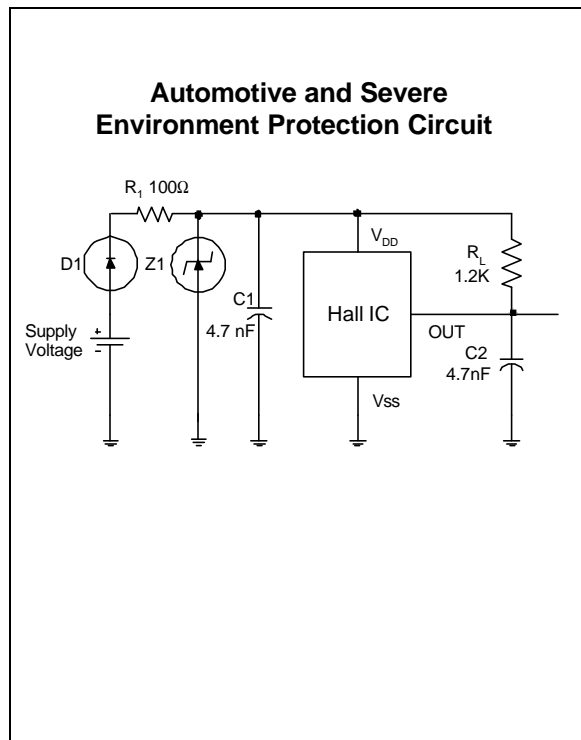 Automotive and Severe
Environment Protection Circuit
R1 100Ω
D1
Z1
C1
4.7 nF
Supply
Voltage
+
-
VDD
Hall IC
Vss
OUT
RL
1.2K
C2
4.7nF